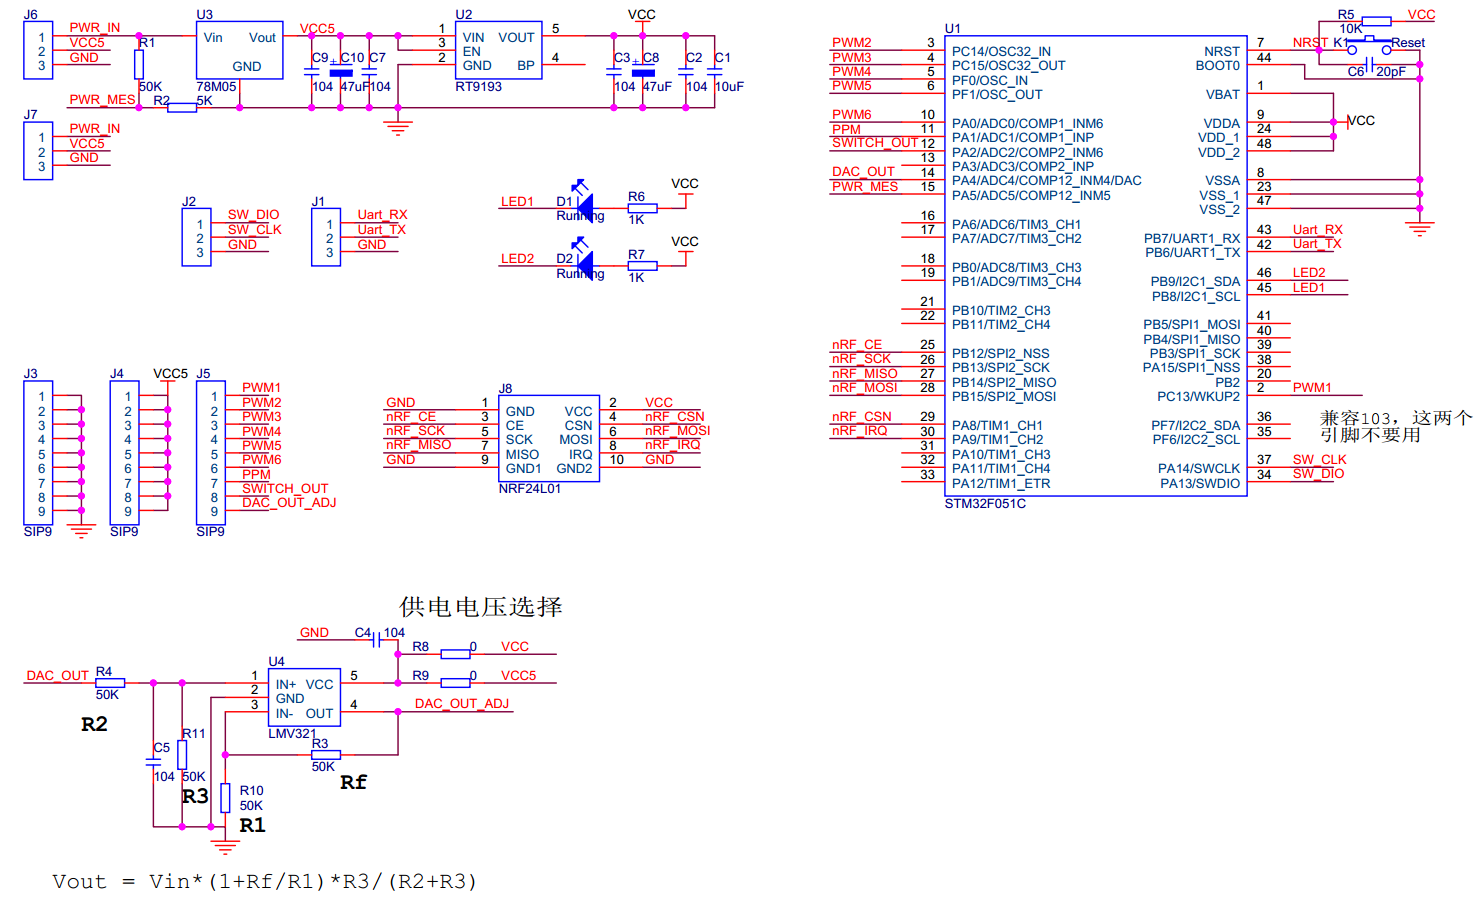 J6
1 PWR_IN
2 VCC5
3 GND
R1
50K
U3
Vin Vout
GND
78M05
VCC5
PWR_MES
R2 5K
C9 104
C10 + 47uF
C7 104
U2
1 VIN VOUT 5
3 EN
2 GND BP 4
RT9193
VCC
C3 104
C8 + 47uF
C2 104
C1 10uF
J7
1 PWR_IN
2 VCC5
3 GND
J2
1 SW_DIO
2 SW_CLK
3 GND
J1
1 Uart_RX
2 Uart_TX
3 GND
LED1 D1 Running R6 1K VCC
LED2 D2 Running R7 1K VCC
J3
1
2
3
4
5
6
7
8
9
SIP9
J4 VCC5
1
2
3
4
5
6
7
8
9
SIP9
J5
1 PWM1
2 PWM2
3 PWM3
4 PWM4
5 PWM5
6 PWM6
7 PPM
8 SWITCH_OUT
9 DAC_OUT_ADJ
SIP9
J8
GND 1 GND VCC 2 VCC
nRF_CE 3 CE CSN 4 nRF_CSN
nRF_SCK 5 SCK MOSI 6 nRF_MOSI
nRF_MISO 7 MISO IRQ 8 nRF_IRQ
GND 9 GND1 GND2 10 GND
NRF24L01
U1
PWM2 3 PC14/OSC32_IN
PWM3 4 PC15/OSC32_OUT
PWM4 5 PF0/OSC_IN
PWM5 6 PF1/OSC_OUT
PWM6 10 PA0/ADC0/COMP1_INM6
PPM 11 PA1/ADC1/COMP1_INP
SWITCH_OUT 12 PA2/ADC2/COMP2_INM6
13 PA3/ADC3/COMP2_INP
DAC_OUT 14 PA4/ADC4/COMP12_INM4/DAC
PWR_MES 15 PA5/ADC5/COMP12_INM5
16 PA6/ADC6/TIM3_CH1
17 PA7/ADC7/TIM3_CH2
18 PB0/ADC8/TIM3_CH3
19 PB1/ADC9/TIM3_CH4
21 PB10/TIM2_CH3
22 PB11/TIM2_CH4
nRF_CE 25 PB12/SPI2_NSS
nRF_SCK 26 PB13/SPI2_SCK
nRF_MISO 27 PB14/SPI2_MISO
nRF_MOSI 28 PB15/SPI2_MOSI
nRF_CSN 29 PA8/TIM1_CH1
nRF_IRQ 30 PA9/TIM1_CH2
31 PA10/TIM1_CH3
32 PA11/TIM1_CH4
33 PA12/TIM1_ETR
STM32F051C
NRST 7 NRST
BOOT0 44
VBAT 1
VDDA 9
VDD_1 24 VCC
VDD_2 48
VSSA 8
VSS_1 23
VSS_2 47
PB7/UART1_RX 43 Uart_RX
PB6/UART1_TX 42 Uart_TX
PB9/I2C1_SDA 46 LED2
PB8/I2C1_SCL 45 LED1
PB5/SPI1_MOSI 41
PB4/SPI1_MISO 40
PB3/SPI1_SCK 39
PA15/SPI1_NSS 38
PB2 20
PC13/WKUP2 2 PWM1
PF7/I2C2_SDA 36
PF6/I2C2_SCL 35
PA14/SWCLK 37 SW_CLK
PA13/SWDIO 34 SW_DIO
R5 10K VCC
K1 Reset
C6 20pF
兼容103，这两个
引脚不要用
供电电压选择
GND C4 104
R8 0 VCC
R9 0 VCC5
DAC_OUT R4 50K
R2
U4
1 IN+ VCC 5
2 GND
3 IN- OUT 4
LMV321
DAC_OUT_ADJ
R3 50K
Rf
C5 104
R11 50K
R3
R10
50K
R1
Vout = Vin*(1+Rf/R1)*R3/(R2+R3)